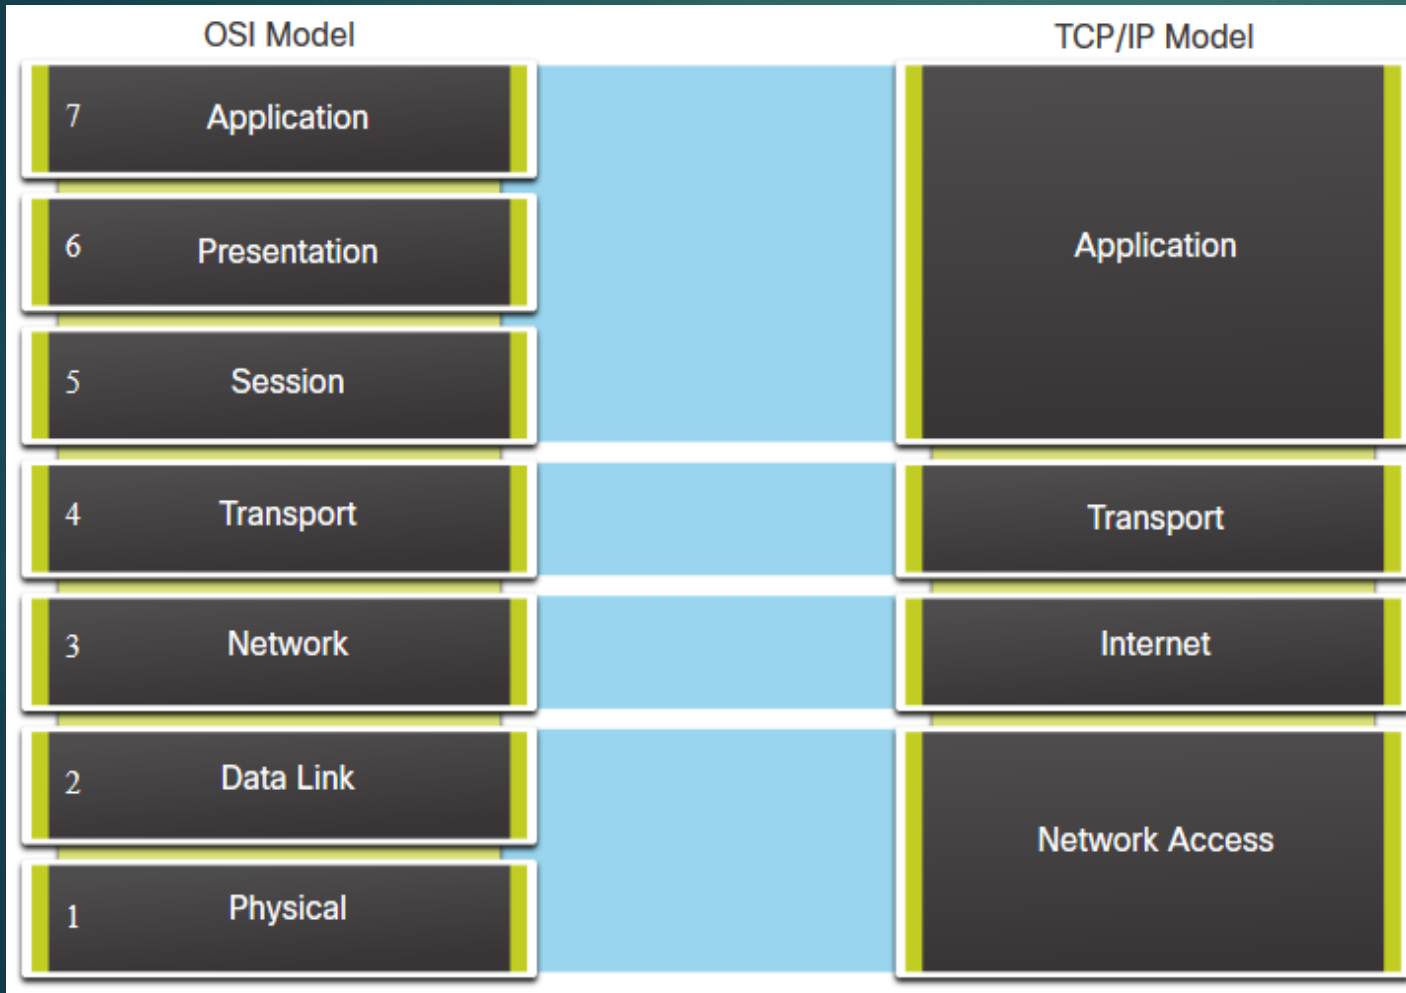 OSI Model
TCP/IP Model
7 Application
6 Presentation
5 Session
4 Transport
3 Network
2 Data Link
1 Physical
Application
Transport
Internet
Network Access